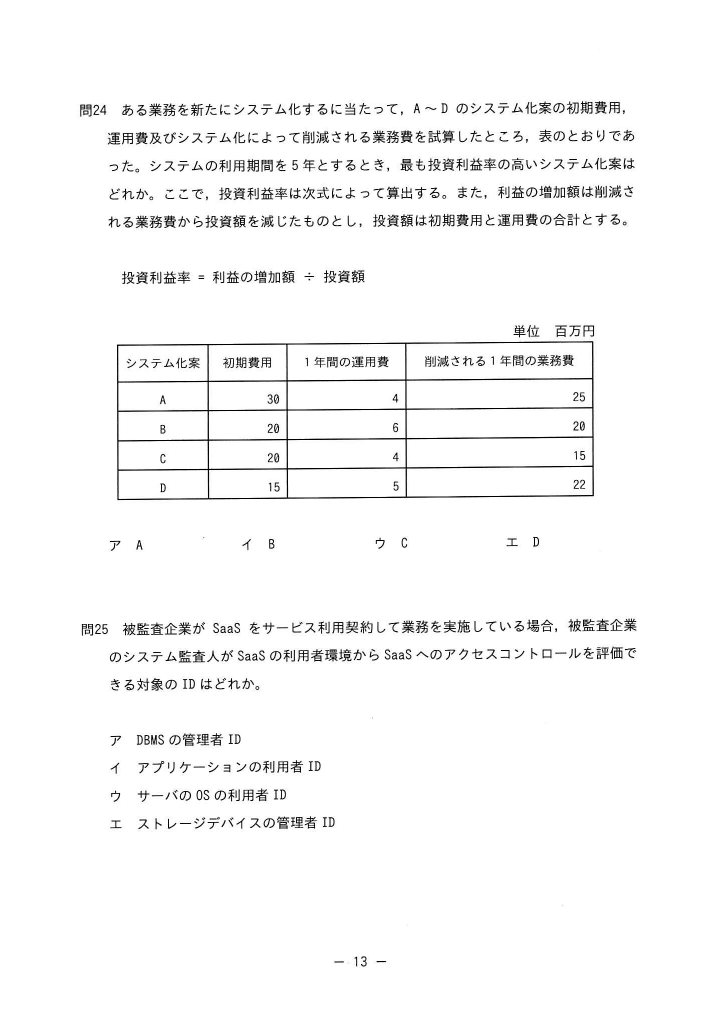 問24 ある業務を新たにシステム化するに当たって，A ～ D のシステム化案の初期費用，
運用費及びシステム化によって削減される業務費を試算したところ，表のとおりであ
った。システムの利用期間を 5 年とするとき，最も投資利益率の高いシステム化案は
どれか。ここで，投資利益率は次式によって算出する。また，利益の増加額は削減さ
れる業務費から投資額を減じたものとし，投資額は初期費用と運用費の合計とする。
投資利益率 = 利益の増加額 ÷ 投資額
単位 百万円
システム化案 初期費用 1 年間の運用費 削減される 1 年間の業務費
A 30 4 25
B 20 6 20
C 20 4 15
D 15 5 22
ア A イ B ウ C エ D
問25 被監査企業が SaaS をサービス利用契約して業務を実施している場合，被監査企業
のシステム監査人が SaaS の利用者環境から SaaS へのアクセスコントロールを評価で
きる対象の ID はどれか。
ア DBMS の管理者 ID
イ アプリケーションの利用者 ID
ウ サーバの OS の利用者 ID
エ ストレージデバイスの管理者 ID
― 13 ―